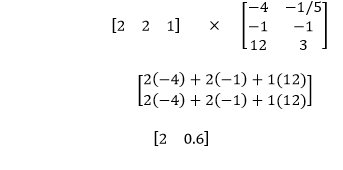 [2 2 1] × [−4 −1/5
−1 −1
12 3]
[2(−4) + 2(−1) + 1(12)
2(−4) + 2(−1) + 1(12)]
[2 0.6]